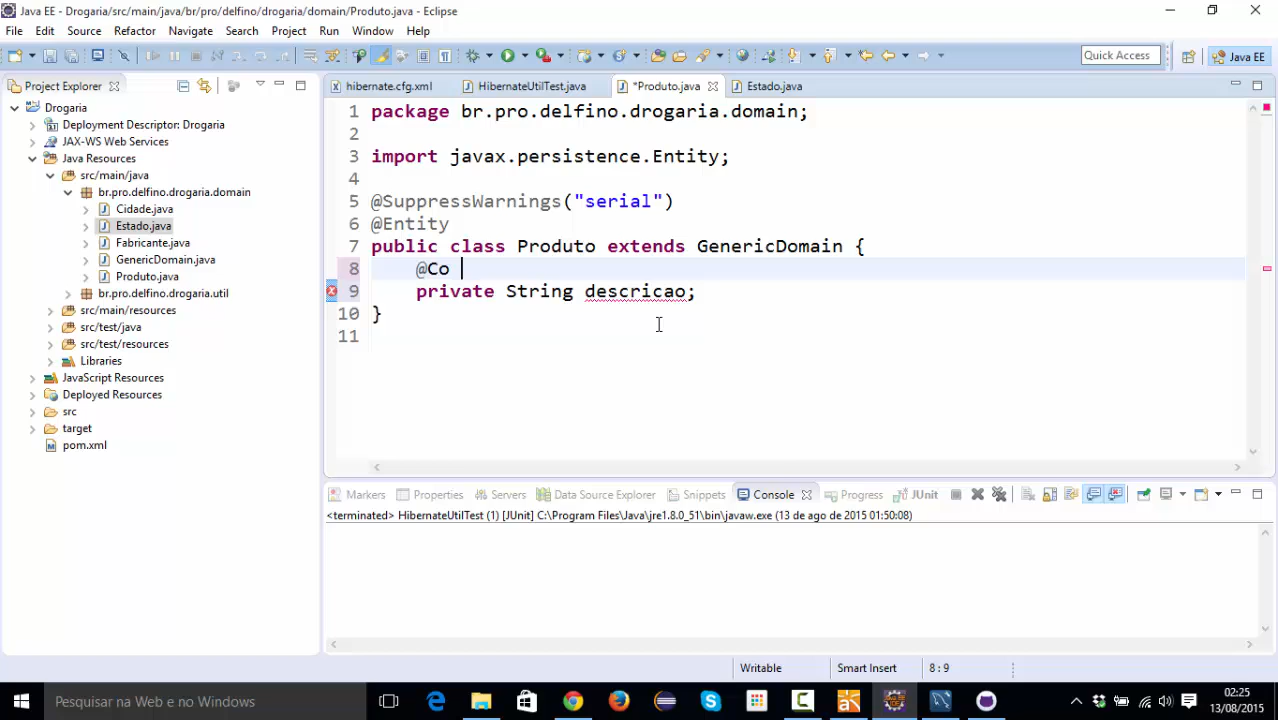 Java EE - Drogaria/src/main/java/br/pro/delfino/drogaria/domain/Produto.java - Eclipse
File Edit Source Refactor Navigate Search Project Run Window Help
Quick Access
Java EE
Project Explorer
Drogaria
Deployment Descriptor: Drogaria
JAX-WS Web Services
Java Resources
src/main/java
br.pro.delfino.drogaria.domain
Cidade.java
Estado.java
Fabricante.java
GenericDomain.java
Produto.java
br.pro.delfino.drogaria.util
src/main/resources
src/test/java
src/test/resources
Libraries
JavaScript Resources
Deployed Resources
src
target
pom.xml
hibernate.cfg.xml HibernateUtilTest.java *Produto.java Estado.java
1 package br.pro.delfino.drogaria.domain;
2
3 import javax.persistence.Entity;
4
5 @SuppressWarnings("serial")
6 @Entity
7 public class Produto extends GenericDomain {
8 @Co
9 private String descricao;
10 }
11
Markers Properties Servers Data Source Explorer Snippets Console Progress JUnit
<terminated> HibernateUtilTest (1) [JUnit] C:\Program Files\Java\jre1.8.0_51\bin\javaw.exe (13 de ago de 2015 01:50:08)
Writable Smart Insert 8 : 9
Pesquisar na Web e no Windows
02:25
13/08/2015